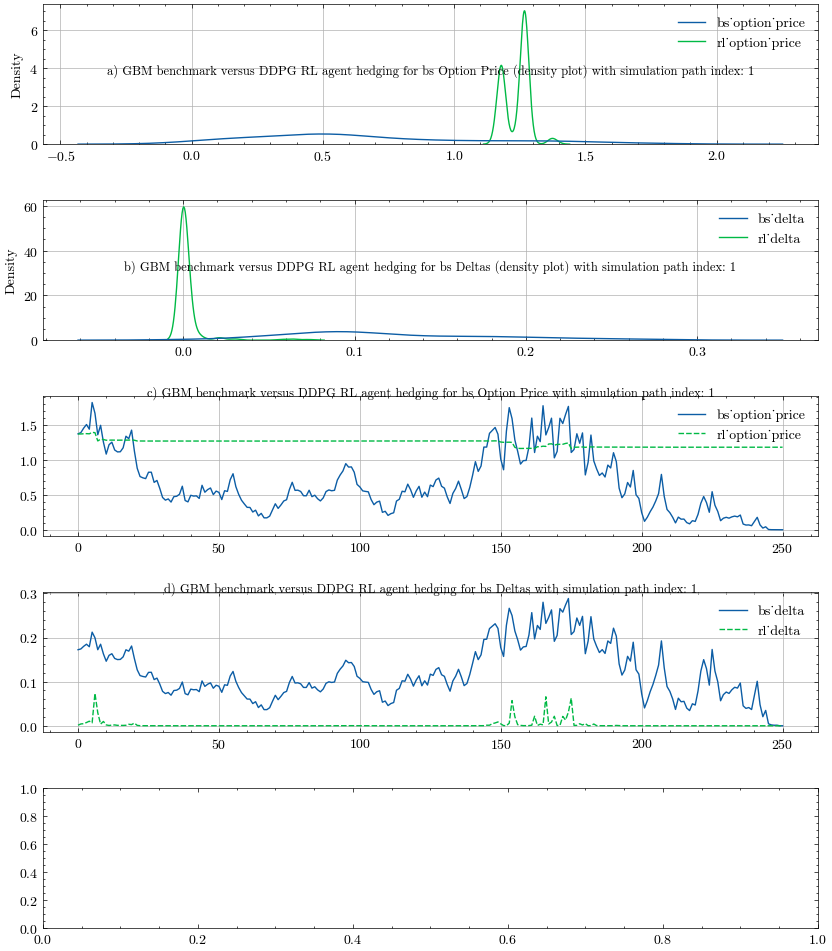 6
4
2
0
Density
bs˙option˙price
rl˙option˙price
a) GBM benchmark versus DDPG RL agent hedging for bs Option Price (density plot) with simulation path index: 1
−0.5 0.0 0.5 1.0 1.5 2.0
60
40
20
0
Density
bs˙delta
rl˙delta
b) GBM benchmark versus DDPG RL agent hedging for bs Deltas (density plot) with simulation path index: 1
0.0 0.1 0.2 0.3
c) GBM benchmark versus DDPG RL agent hedging for bs Option Price with simulation path index: 1
1.5
1.0
0.5
0.0
bs˙option˙price
rl˙option˙price
0 50 100 150 200 250
d) GBM benchmark versus DDPG RL agent hedging for bs Deltas with simulation path index: 1
0.3
0.2
0.1
0.0
bs˙delta
rl˙delta
0 50 100 150 200 250
1.0
0.8
0.6
0.4
0.2
0.0
0.0 0.2 0.4 0.6 0.8 1.0